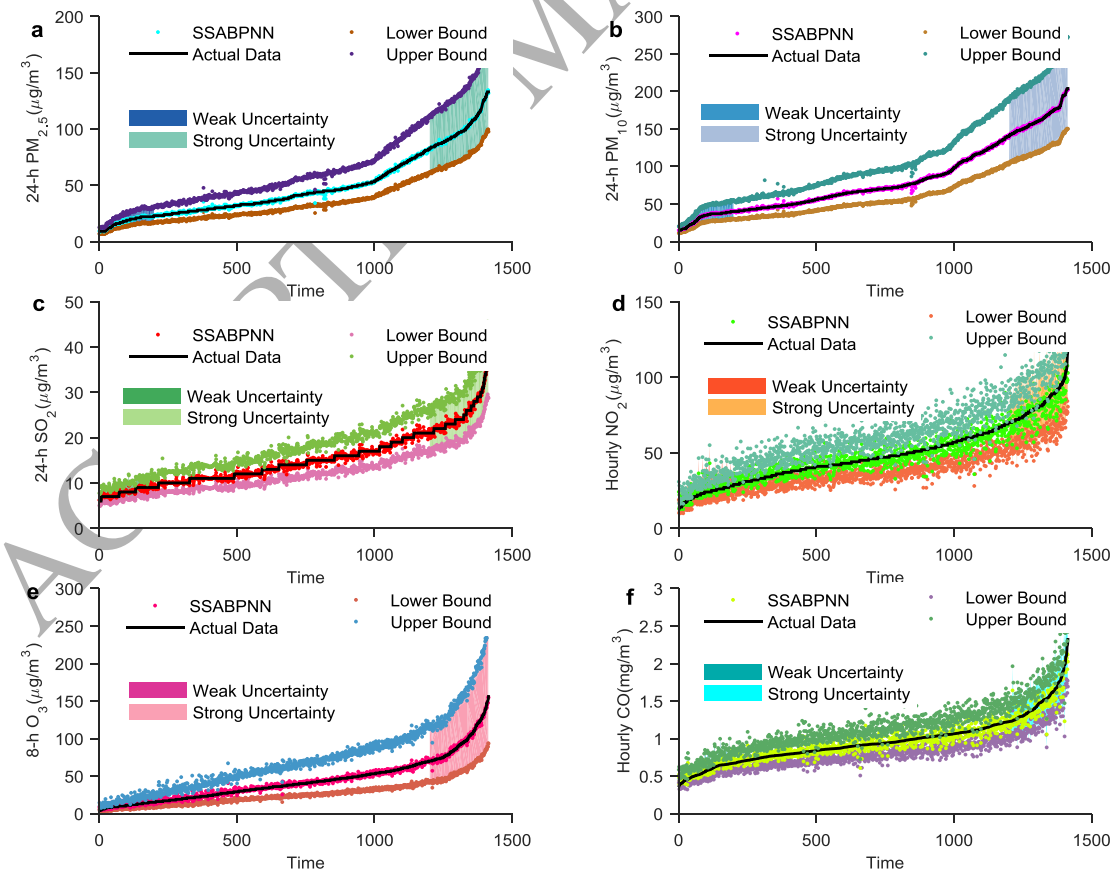 a
200
150
100
50
0
24-h PM2.5(μg/m3)
SSABPNN
Actual Data
Lower Bound
Upper Bound
Weak Uncertainty
Strong Uncertainty
0 500 1000 1500
Time
b
300
250
200
150
100
50
0
24-h PM10(μg/m3)
SSABPNN
Actual Data
Lower Bound
Upper Bound
Weak Uncertainty
Strong Uncertainty
0 500 1000 1500
Time
c
50
40
30
20
10
0
24-h SO2(μg/m3)
SSABPNN
Actual Data
Lower Bound
Upper Bound
Weak Uncertainty
Strong Uncertainty
0 500 1000 1500
Time
d
150
100
50
0
Hourly NO2(μg/m3)
SSABPNN
Actual Data
Lower Bound
Upper Bound
Weak Uncertainty
Strong Uncertainty
0 500 1000 1500
Time
e
300
250
200
150
100
50
0
8-h O3(μg/m3)
SSABPNN
Actual Data
Lower Bound
Upper Bound
Weak Uncertainty
Strong Uncertainty
0 500 1000 1500
Time
f
3
2.5
2
1.5
1
0.5
0
Hourly CO(mg/m3)
SSABPNN
Actual Data
Lower Bound
Upper Bound
Weak Uncertainty
Strong Uncertainty
0 500 1000 1500
Time